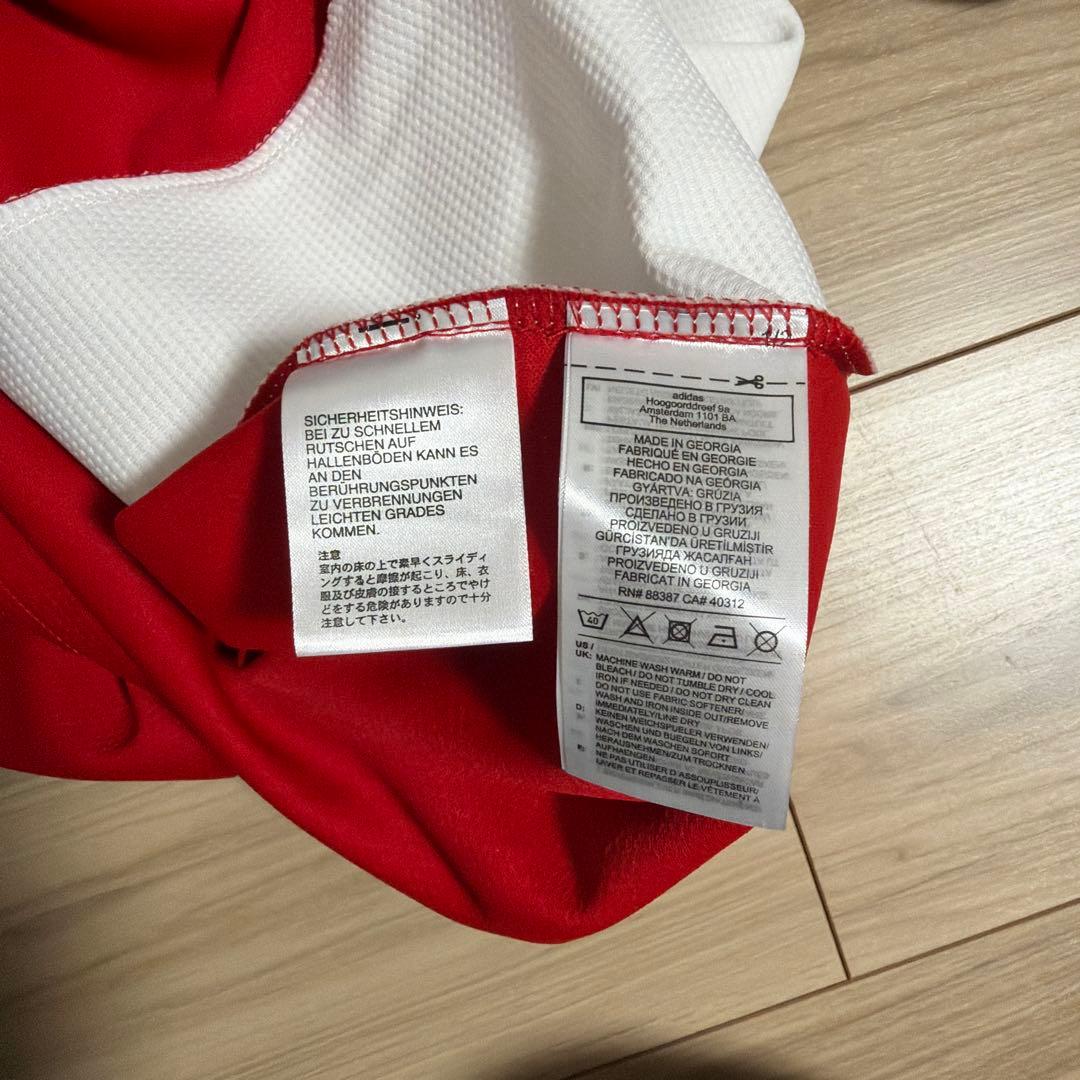 SICHERHEITSHINWEIS:
BEI ZU SCHNELLEM
RUTSCHEN AUF
HALLENBÖDEN KANN ES
AN DEN
BERÜHRUNGSPUNKTEN
ZU VERBRENNUNGEN
LEICHTEN GRADES
KOMMEN.
注意
室内の床の上で素早くスライディ
ングすると摩擦が起こり、床、衣
服及び皮膚の接するところでやけ
どをする危険がありますので十分
注意して下さい。
adidas
Hoogoorddreef 9a
Amsterdam 1101 BA
The Netherlands
MADE IN GEORGIA
FABRIQUÉ EN GEORGIE
HECHO EN GEORGIA
FABRICADO NA GEÓRGIA
GYÁRTVA: GRÚZIA
ПРОИЗВЕДЕНО В ГРУЗИЯ
СДЕЛАНО В ГРУЗИИ
PROIZVEDENO U GRUZIJI
GÜRCİSTAN'DA ÜRETİLMİŞTİR
ГРУЗИЯДА ЖАСАЛҒАН
PROIZVEDENO U GRUZIJI
FABRICAT IN GEORGIA
RN# 88387 CA# 40312
40
US /
UK: MACHINE WASH WARM / DO NOT
BLEACH / DO NOT TUMBLE DRY / COOL
IRON IF NEEDED / DO NOT DRY CLEAN
DO NOT USE FABRIC SOFTENER/
WASH AND IRON INSIDE OUT/REMOVE
IMMEDIATELY/LINE DRY
D: KEINEN WEICHSPUELER VERWENDEN/
WASCHEN UND BUEGELN VON LINKS/
NACH DEM WASCHEN SOFORT
HERAUSNEHMEN/ZUM TROCKNEN
AUFHAENGEN
NE PAS UTILISER D'ASSOUPLISSEUR/
LAVER ET REPASSER LE VÊTEMENT À